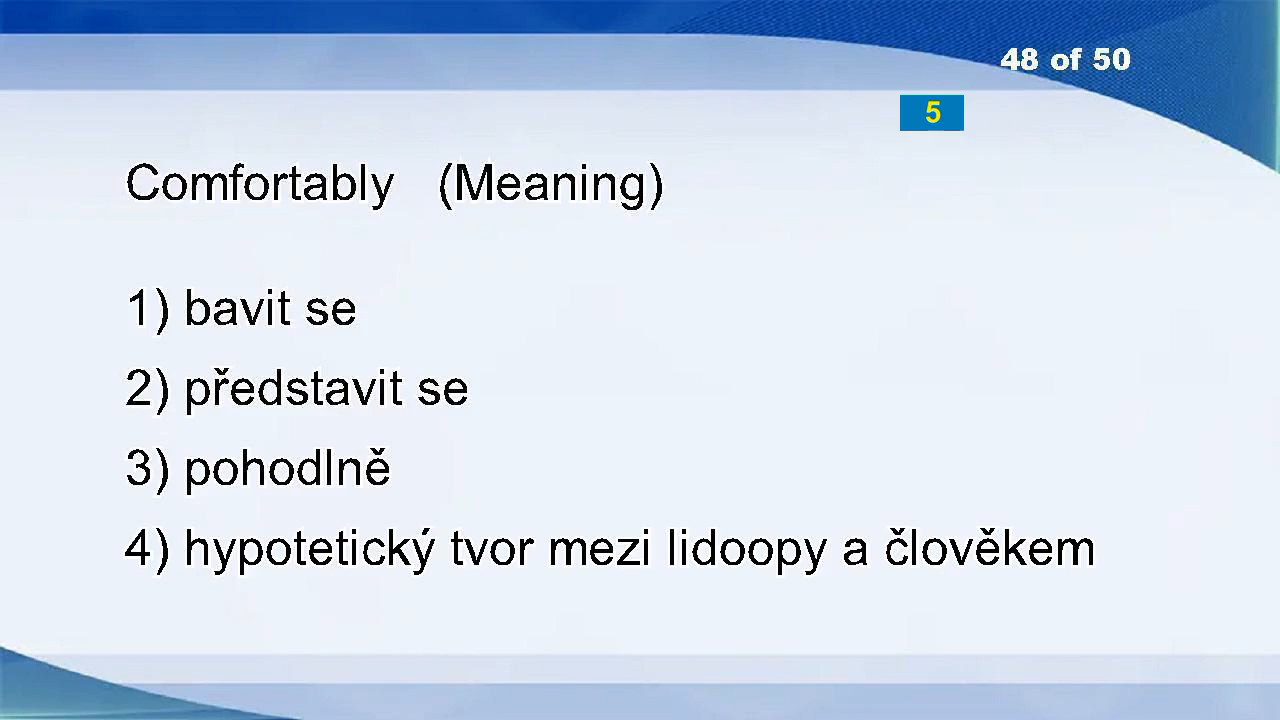 48 of 50
5
Comfortably (Meaning)
1) bavit se
2) představit se
3) pohodlně
4) hypotetický tvor mezi lidoopy a člověkem